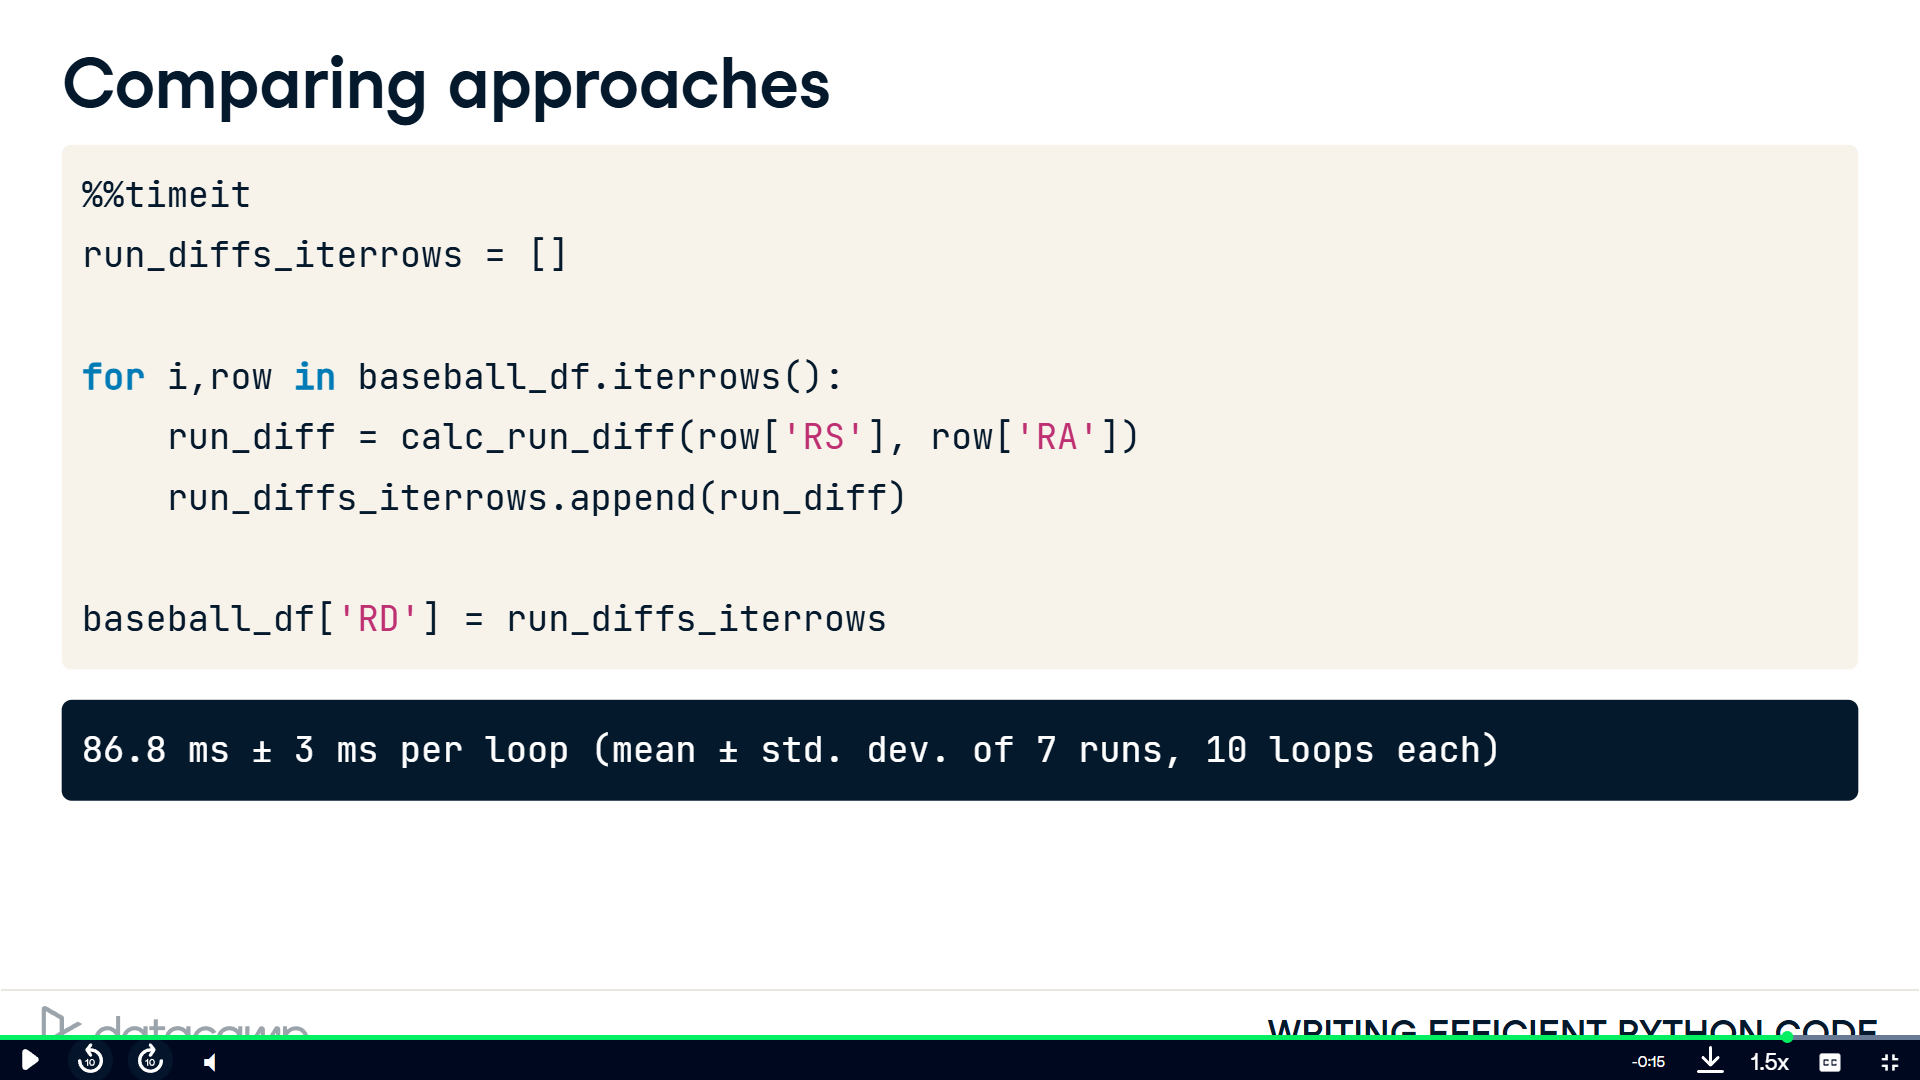 Comparing approaches
%%timeit
run_diffs_iterrows = []
for i,row in baseball_df.iterrows():
    run_diff = calc_run_diff(row['RS'], row['RA'])
    run_diffs_iterrows.append(run_diff)
baseball_df['RD'] = run_diffs_iterrows
86.8 ms ± 3 ms per loop (mean ± std. dev. of 7 runs, 10 loops each)
datacamp
WRITING EFFICIENT PYTHON CODE
10 10 -0:15 1.5x CC